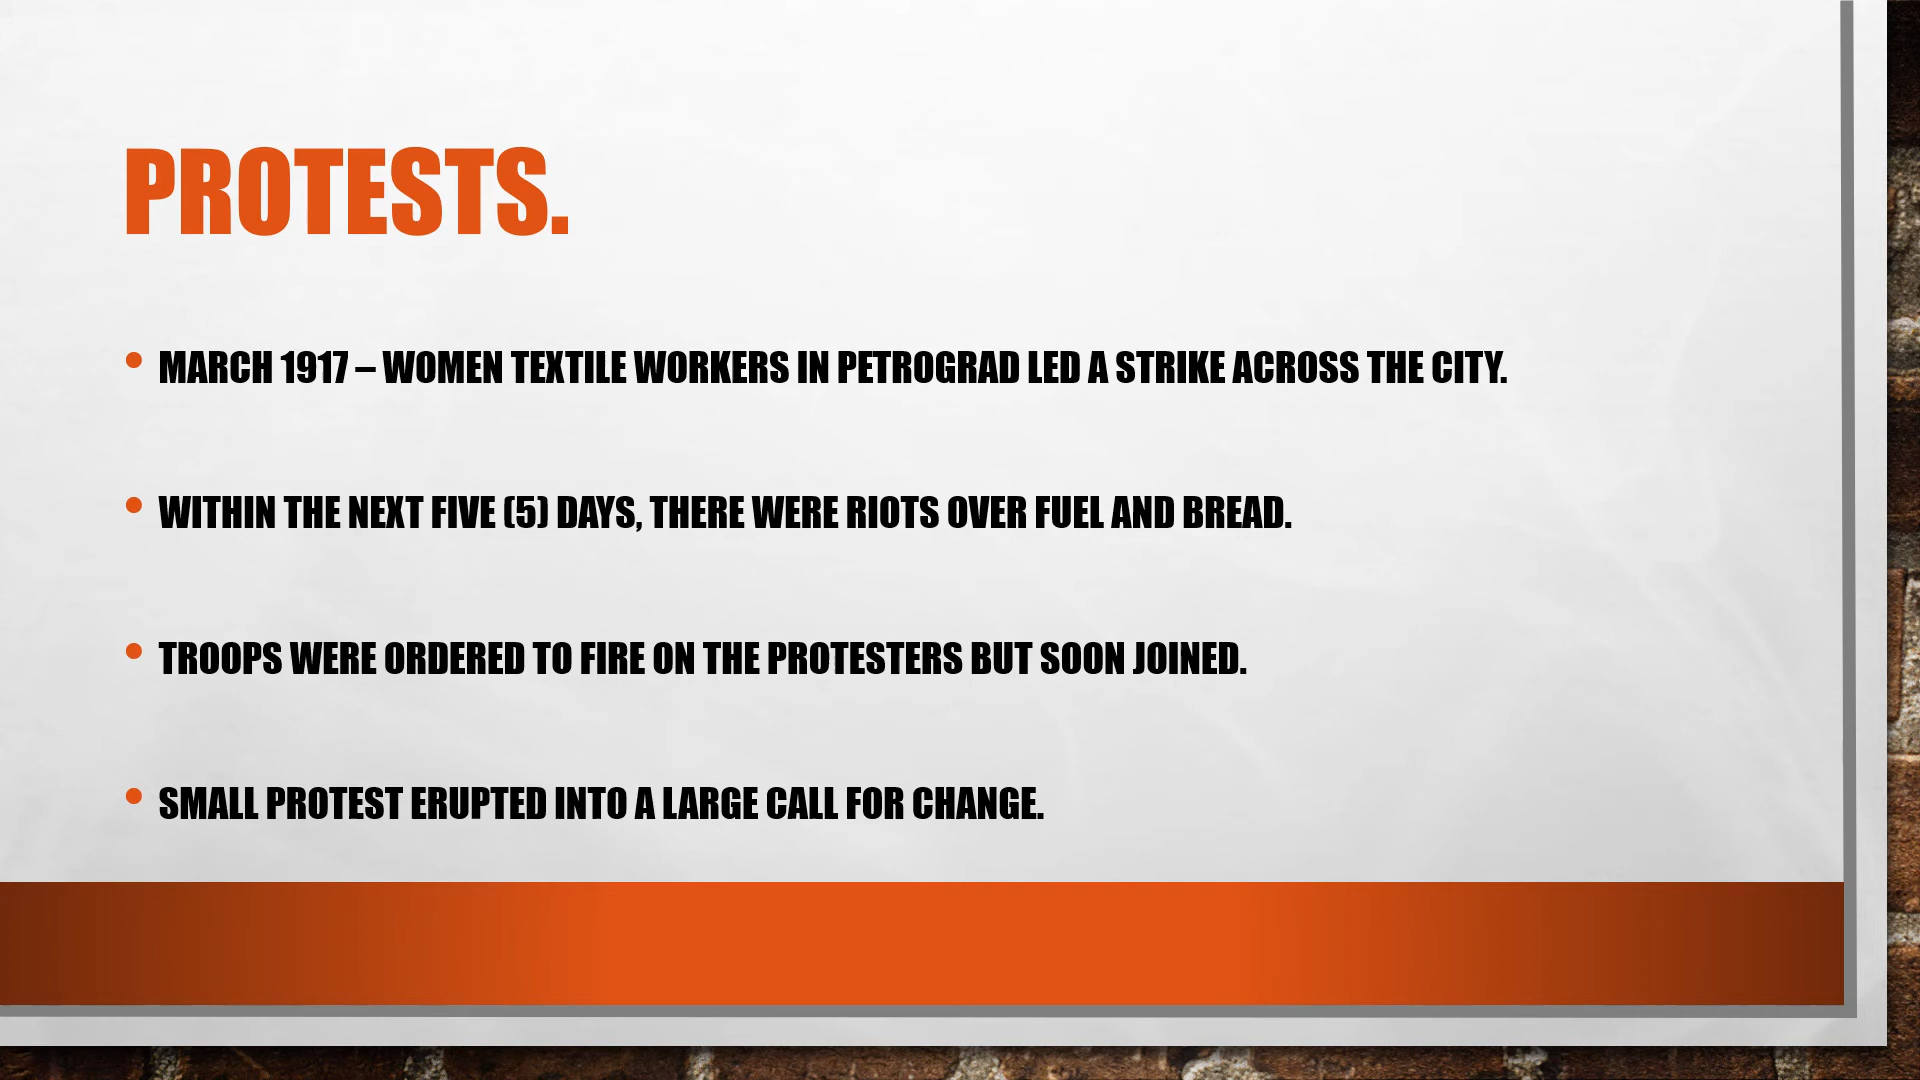 PROTESTS.
• MARCH 1917 – WOMEN TEXTILE WORKERS IN PETROGRAD LED A STRIKE ACROSS THE CITY.
• WITHIN THE NEXT FIVE (5) DAYS, THERE WERE RIOTS OVER FUEL AND BREAD.
• TROOPS WERE ORDERED TO FIRE ON THE PROTESTERS BUT SOON JOINED.
• SMALL PROTEST ERUPTED INTO A LARGE CALL FOR CHANGE.